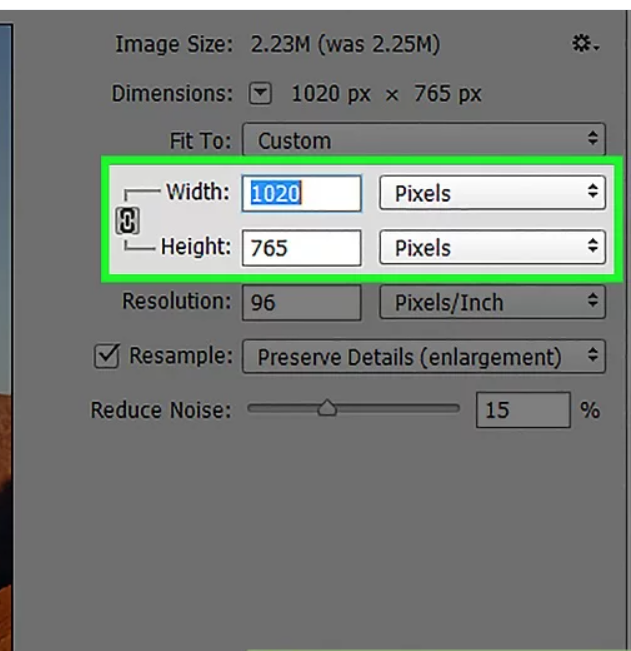 Image Size: 2.23M (was 2.25M)
Dimensions: 1020 px × 765 px
Fit To: Custom
Width: 1020 Pixels
Height: 765 Pixels
Resolution: 96 Pixels/Inch
Resample: Preserve Details (enlargement)
Reduce Noise: 15 %